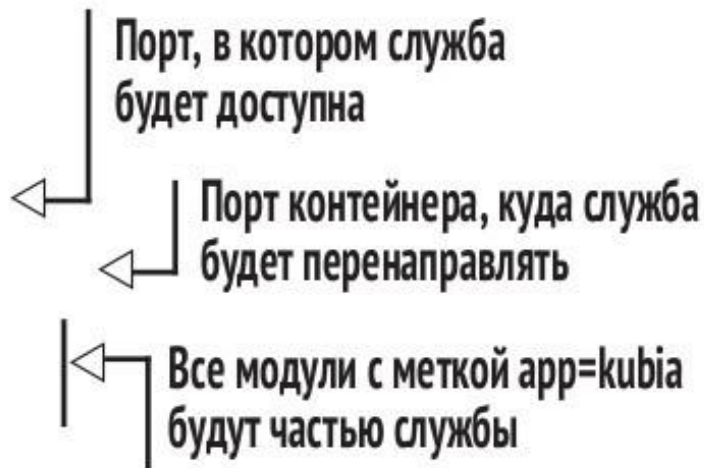 Порт, в котором служба
будет доступна
Порт контейнера, куда служба
будет перенаправлять
Все модули с меткой app=kubia
будут частью службы